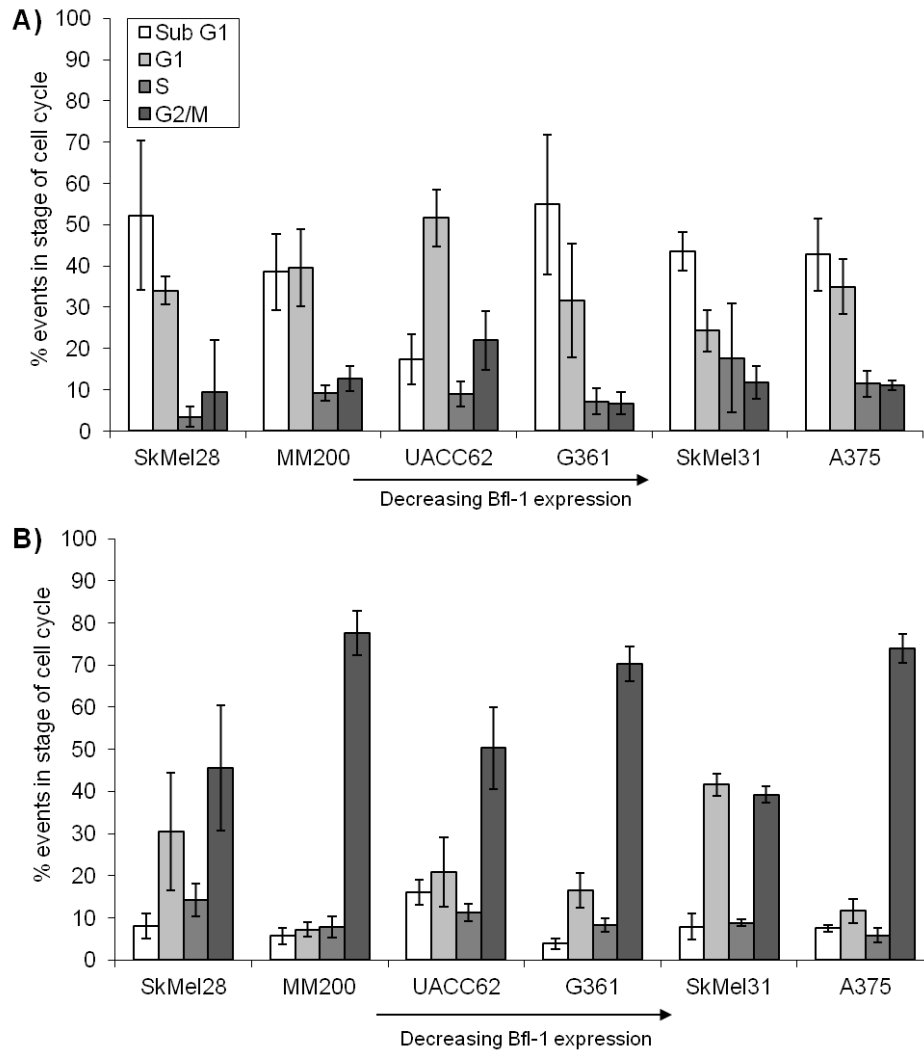 A)
% events in stage of cell cycle
100
90
80
70
60
50
40
30
20
10
0
Sub G1
G1
S
G2/M
SkMel28 MM200 UACC62 G361 SkMel31 A375
Decreasing Bfl-1 expression
B)
% events in stage of cell cycle
100
90
80
70
60
50
40
30
20
10
0
SkMel28 MM200 UACC62 G361 SkMel31 A375
Decreasing Bfl-1 expression